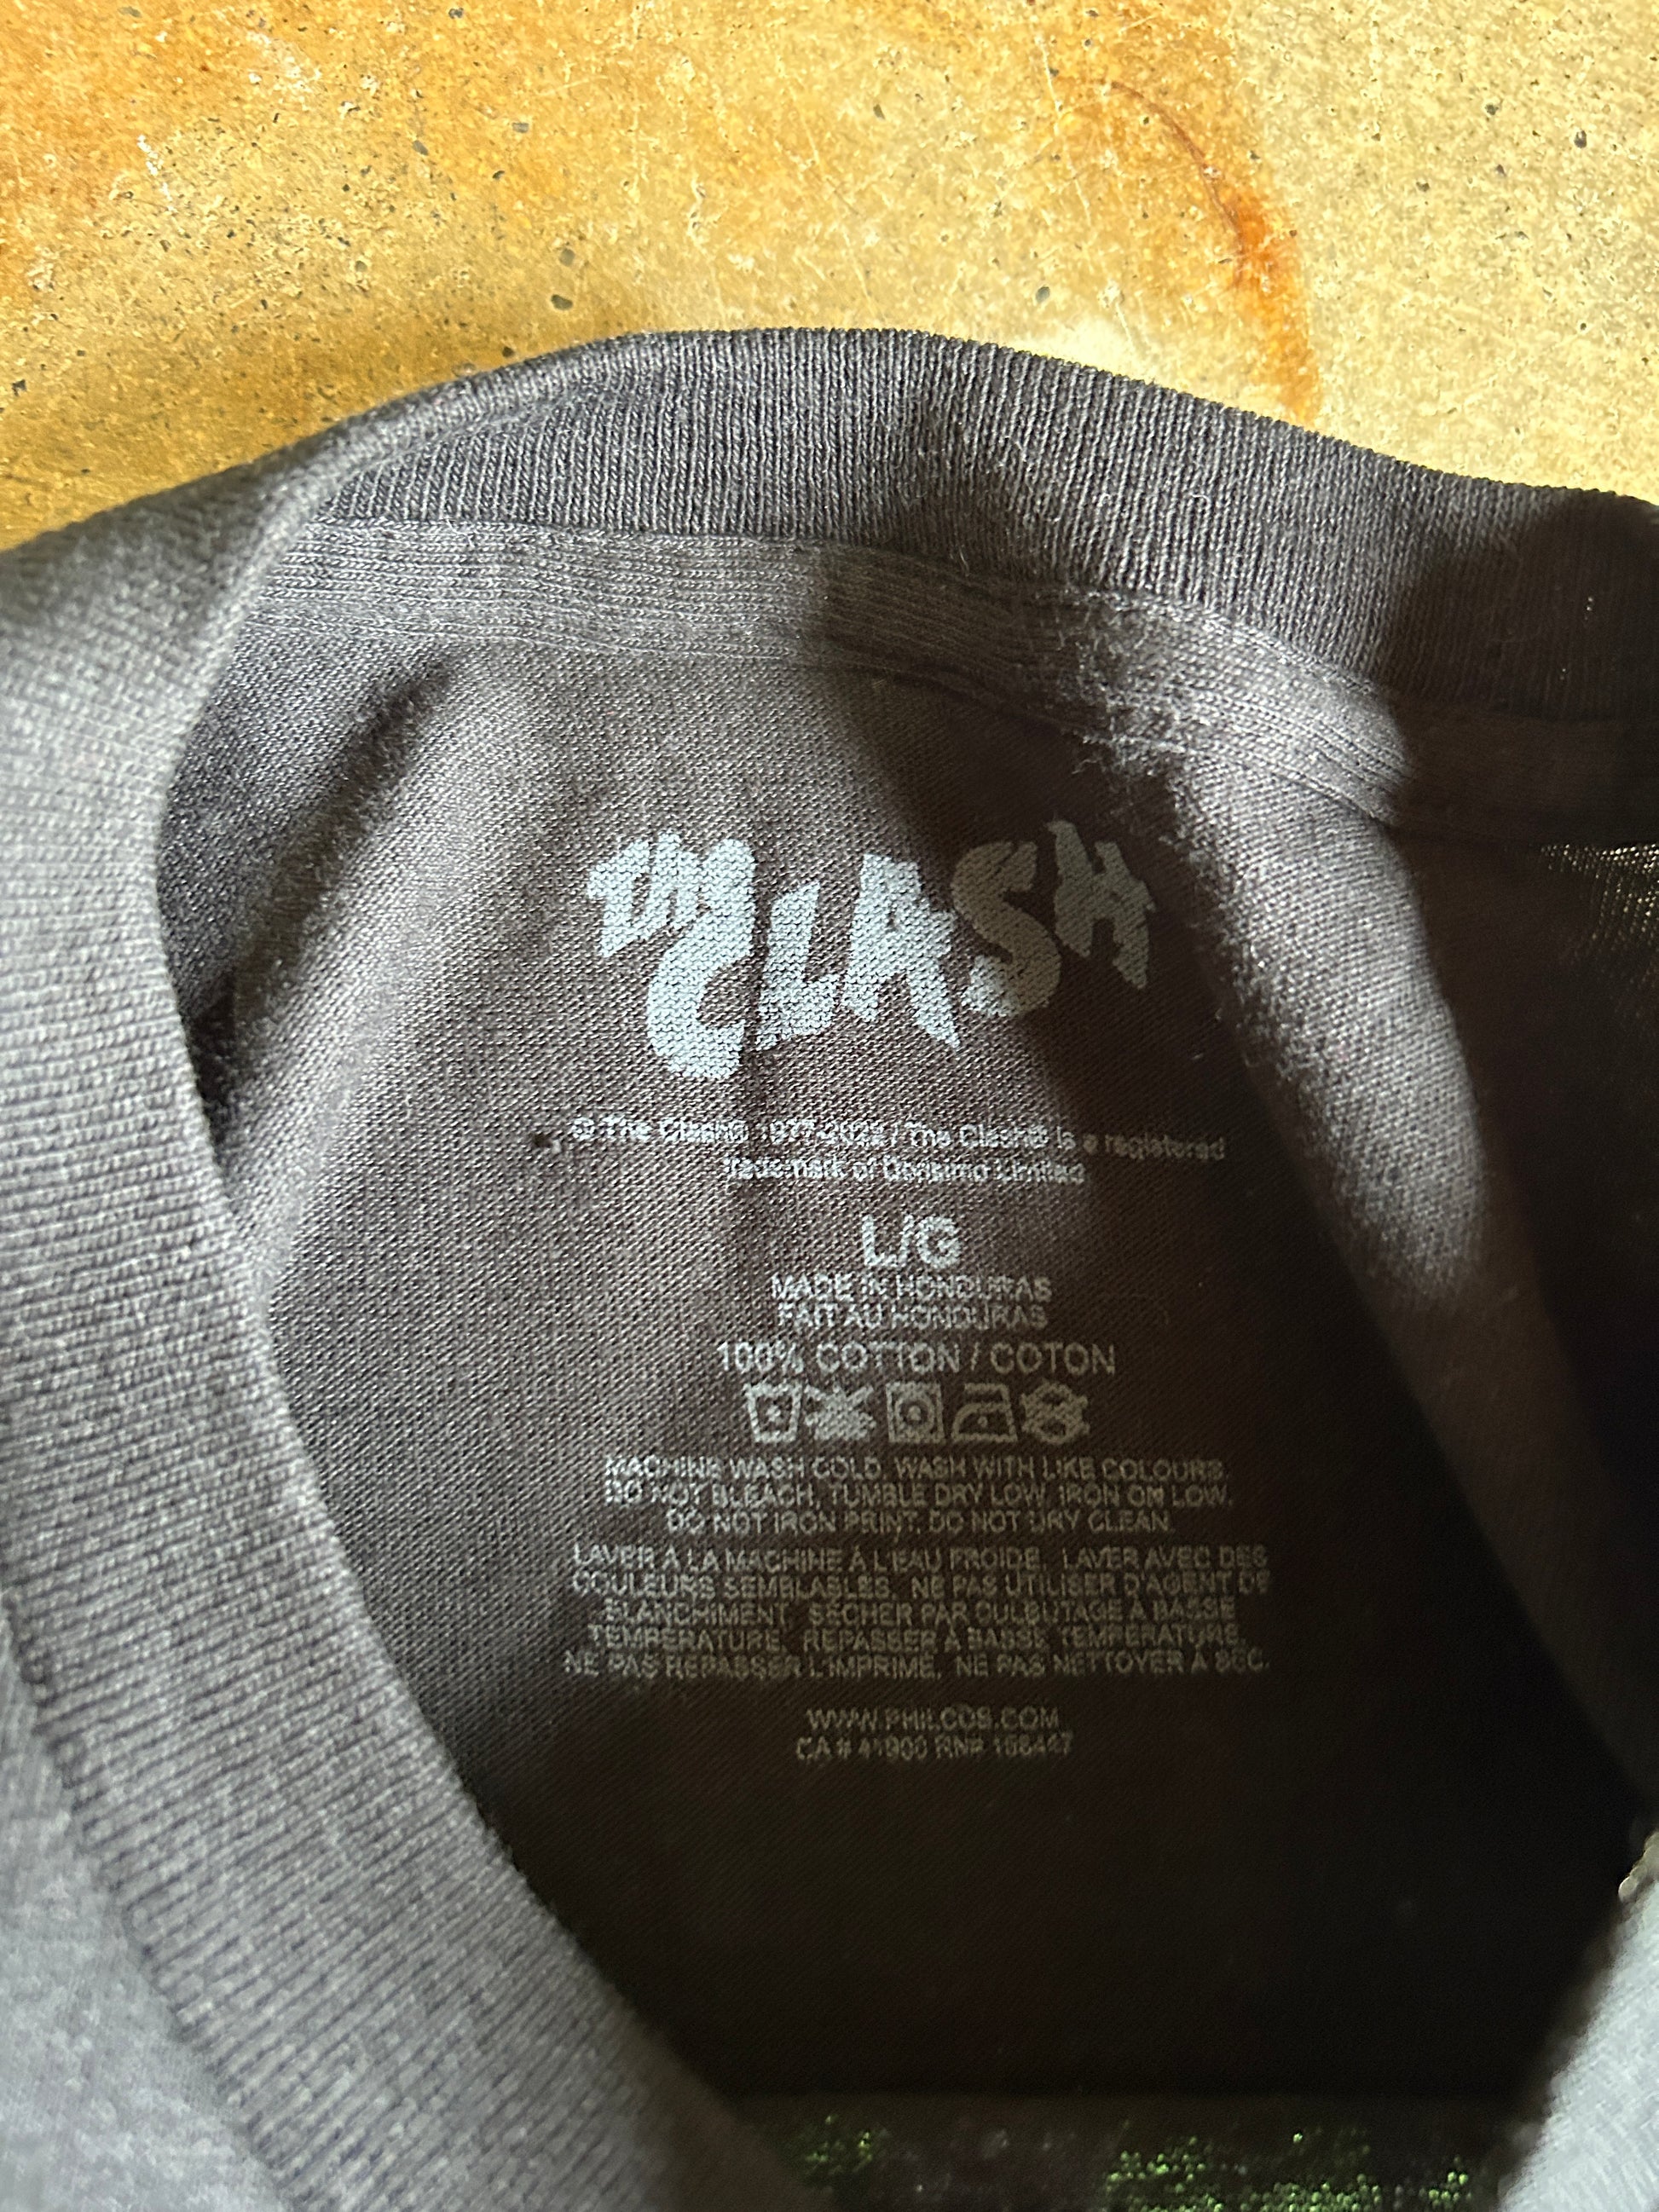 THE CLASH
© The Clash® 1977-2022 / The Clash® is a registered
trade mark of Dorisimo Limited
L/G
MADE IN HONDURAS
FAIT AU HONDURAS
100% COTTON / COTON
MACHINE WASH COLD, WASH WITH LIKE COLOURS.
DO NOT BLEACH, TUMBLE DRY LOW, IRON ON LOW.
DO NOT IRON PRINT. DO NOT DRY CLEAN.
LAVER À LA MACHINE À L'EAU FROIDE, LAVER AVEC DES
COULEURS SEMBLABLES, NE PAS UTILISER D'AGENT DE
BLANCHIMENT, SÉCHER PAR CULBUTAGE À BASSE
TEMPÉRATURE, REPASSER À BASSE TEMPÉRATURE,
NE PAS REPASSER L'IMPRIMÉ, NE PAS NETTOYER À SEC.
WWW.PHILCOS.COM
CA # 41900 RN#